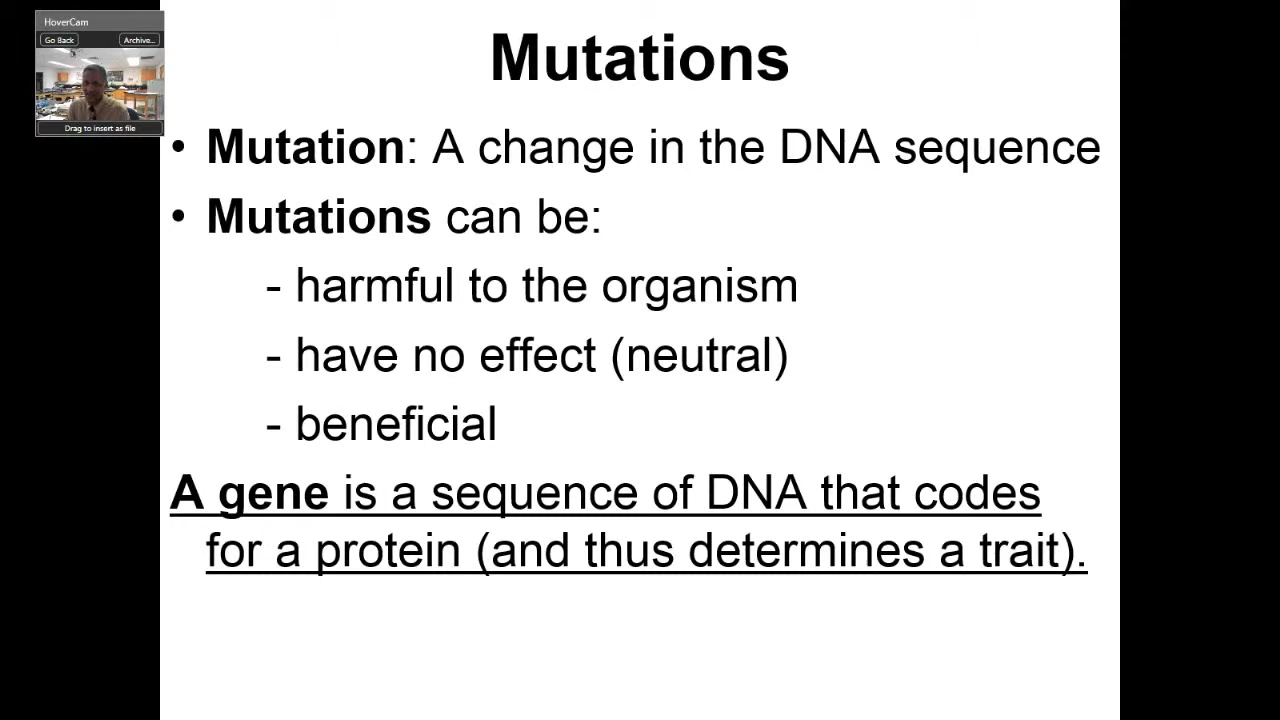 HoverCam
Go Back Archive...
Drag to insert as file
Mutations
• Mutation: A change in the DNA sequence
• Mutations can be:
- harmful to the organism
- have no effect (neutral)
- beneficial
A gene is a sequence of DNA that codes
for a protein (and thus determines a trait).